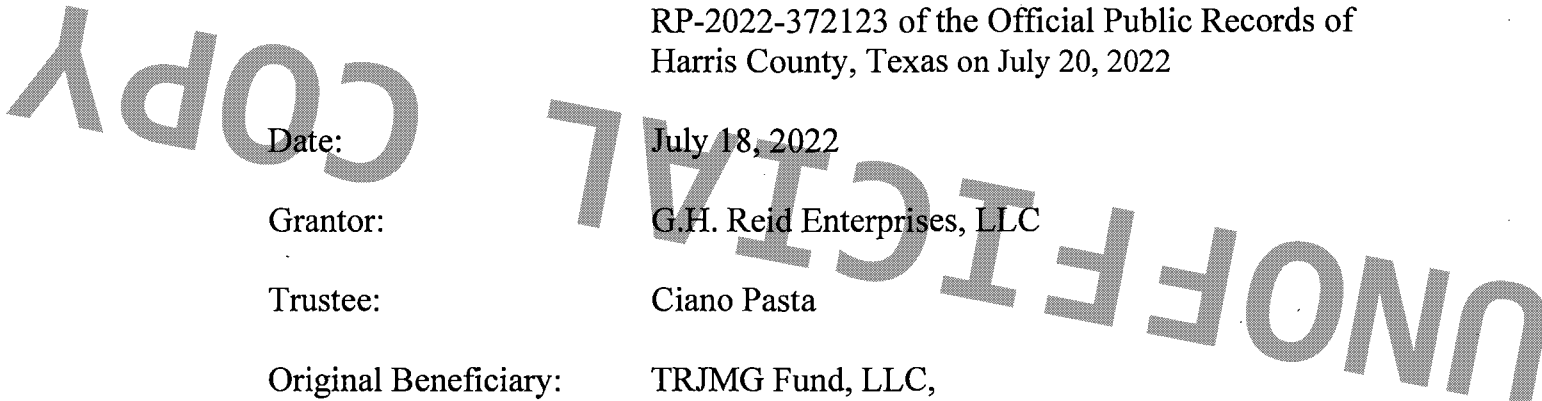 RP-2022-372123 of the Official Public Records of
Harris County, Texas on July 20, 2022
Date: July 18, 2022
Grantor: G.H. Reid Enterprises, LLC
Trustee: Ciano Pasta
Original Beneficiary: TRJMG Fund, LLC,
UNOFFICIAL COPY